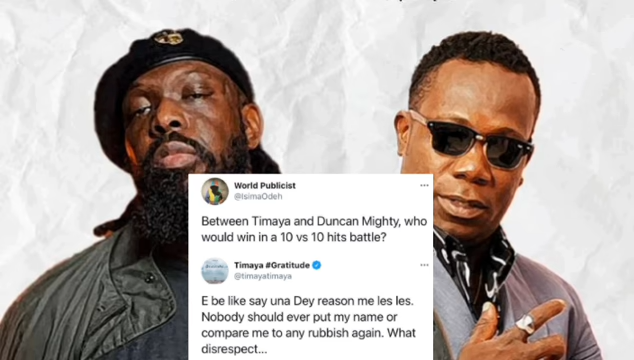 World Publicist
@IsimaOdeh
Between Timaya and Duncan Mighty, who
would win in a 10 vs 10 hits battle?
Timaya #Gratitude
@timayatimaya
E be like say una Dey reason me les les.
Nobody should ever put my name or
compare me to any rubbish again. What
disrespect...